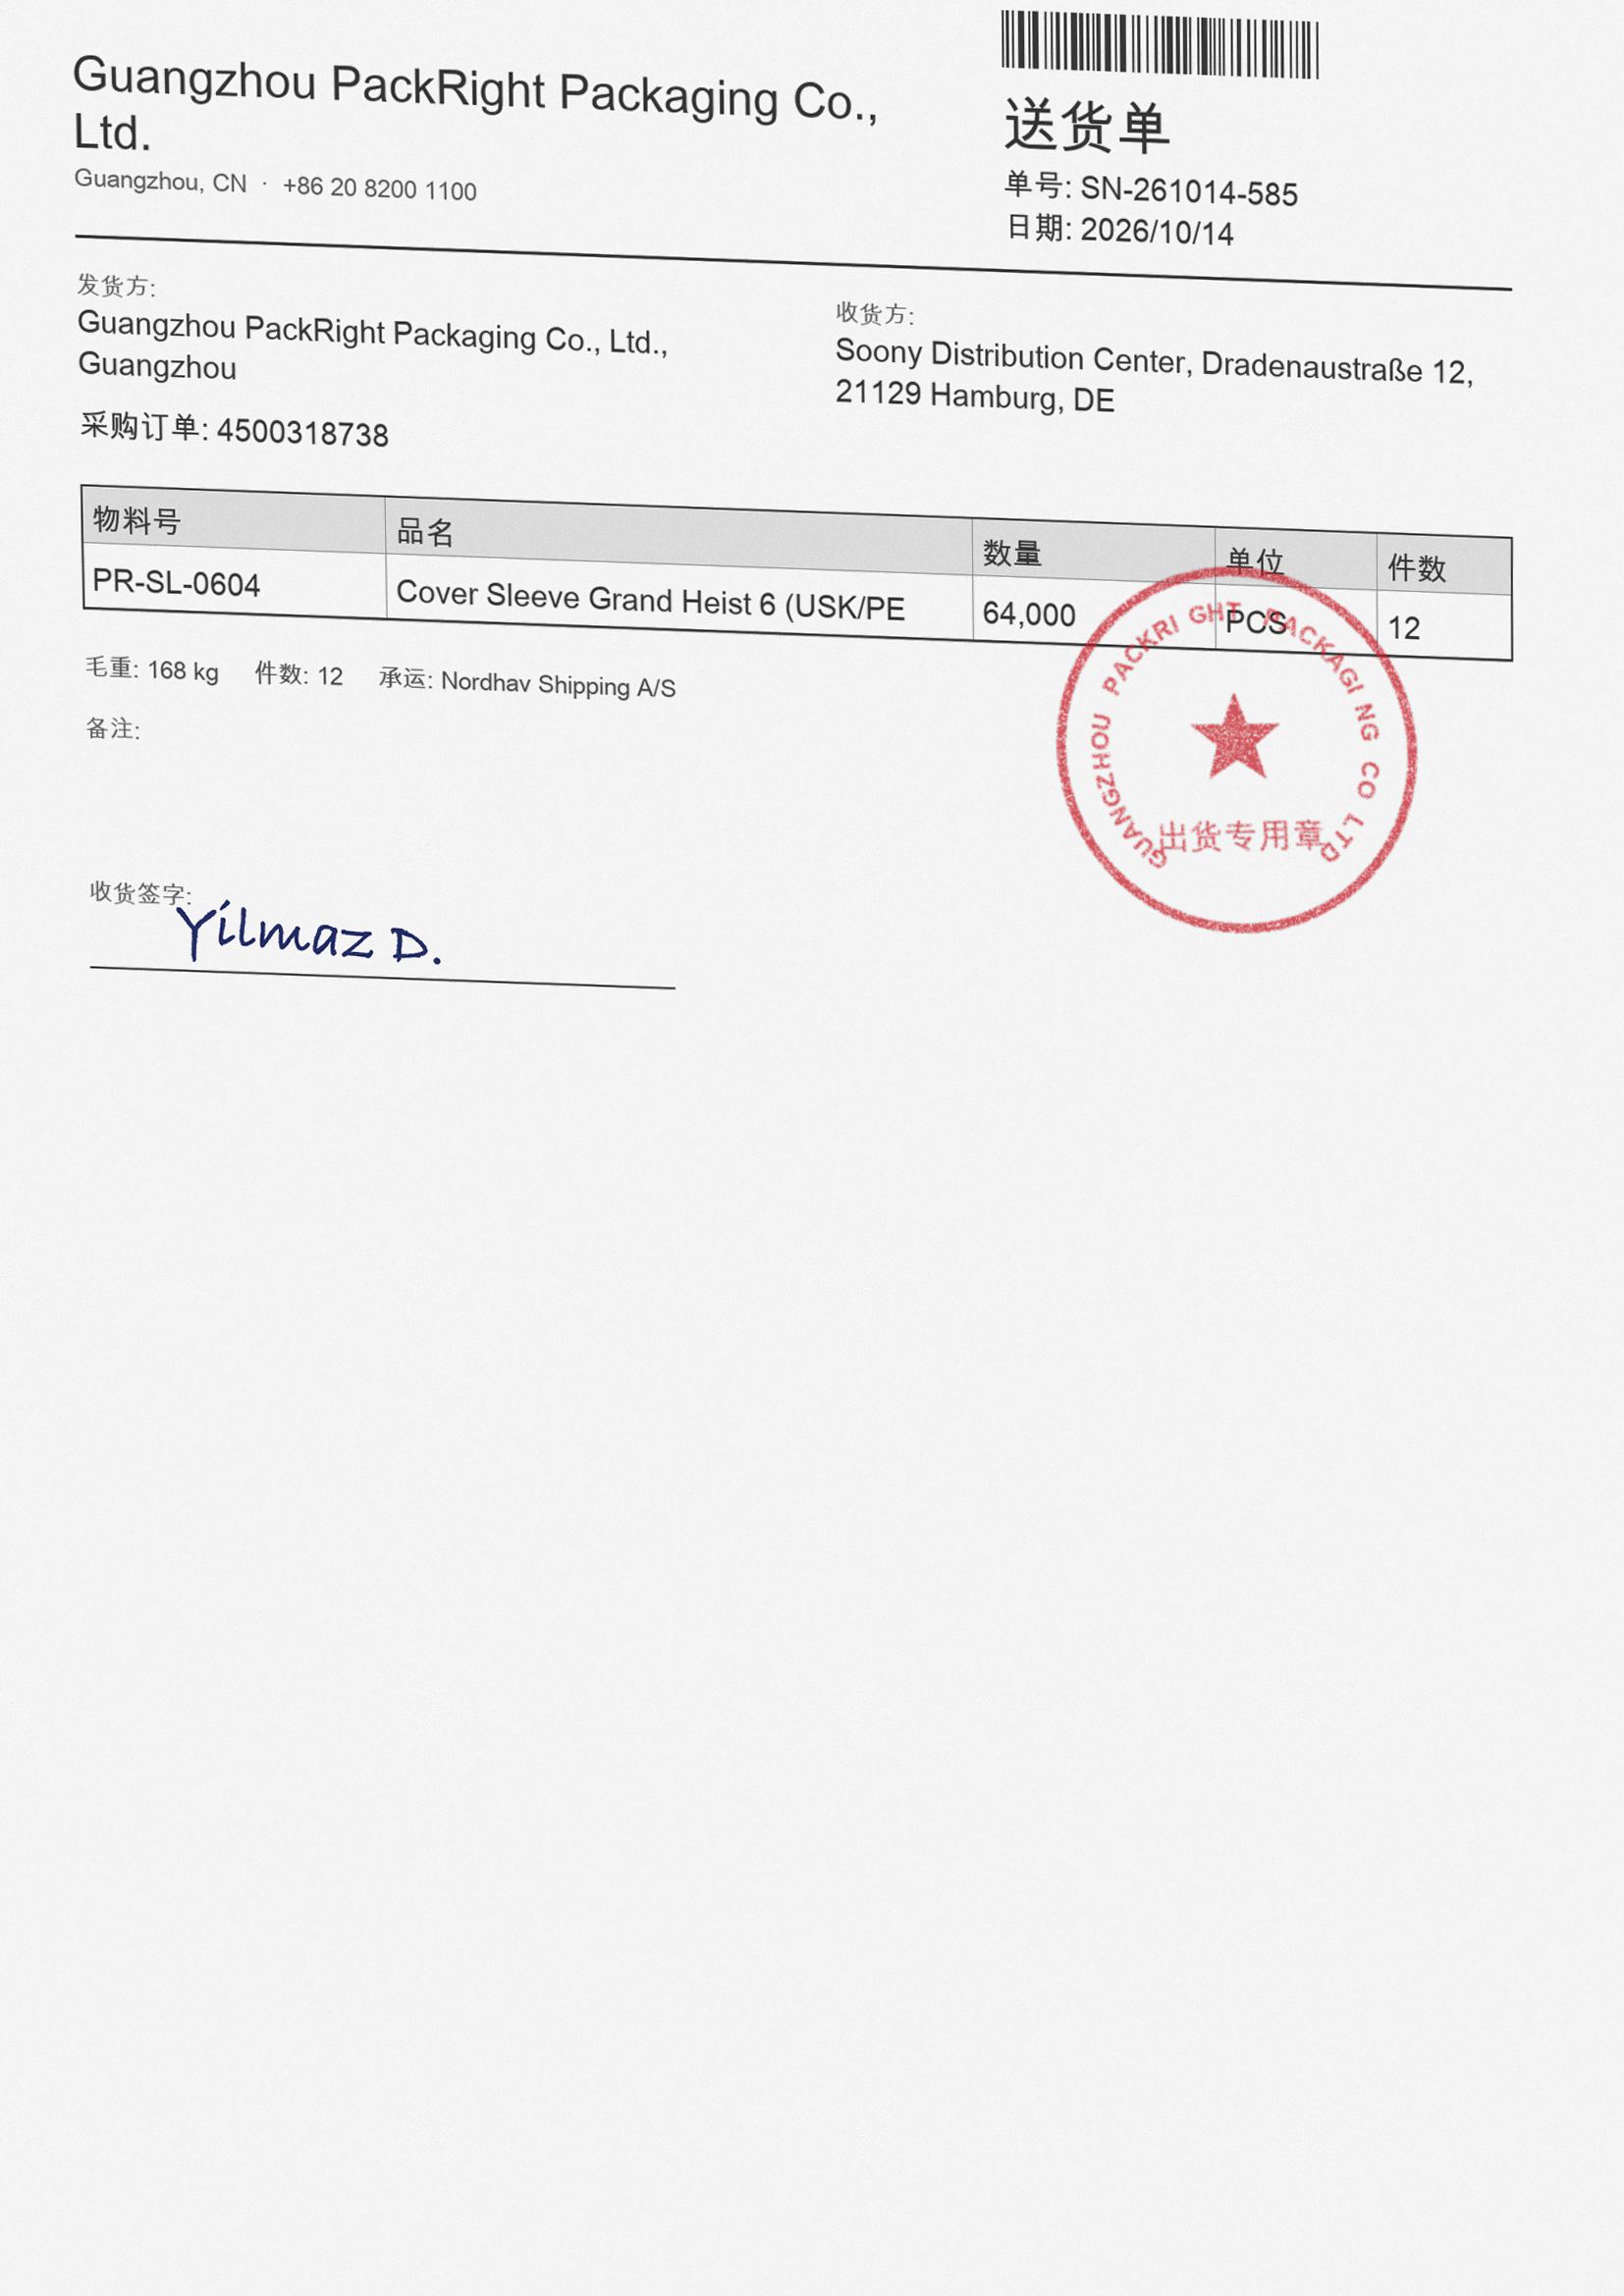 Guangzhou PackRight Packaging Co.,
Ltd.
Guangzhou, CN · +86 20 8200 1100
送货单
单号: SN-261014-585
日期: 2026/10/14
发货方:
Guangzhou PackRight Packaging Co., Ltd.,
Guangzhou
采购订单: 4500318738
收货方:
Soony Distribution Center, Dradenaustraße 12,
21129 Hamburg, DE
物料号 品名 数量 单位 件数
PR-SL-0604 Cover Sleeve Grand Heist 6 (USK/PE 64,000 PCS 12
毛重: 168 kg 件数: 12 承运: Nordhav Shipping A/S
备注:
GUANGZHOU PACKRIGHT PACKAGING CO LTD
出货专用章
收货签字:
Yilmaz D.